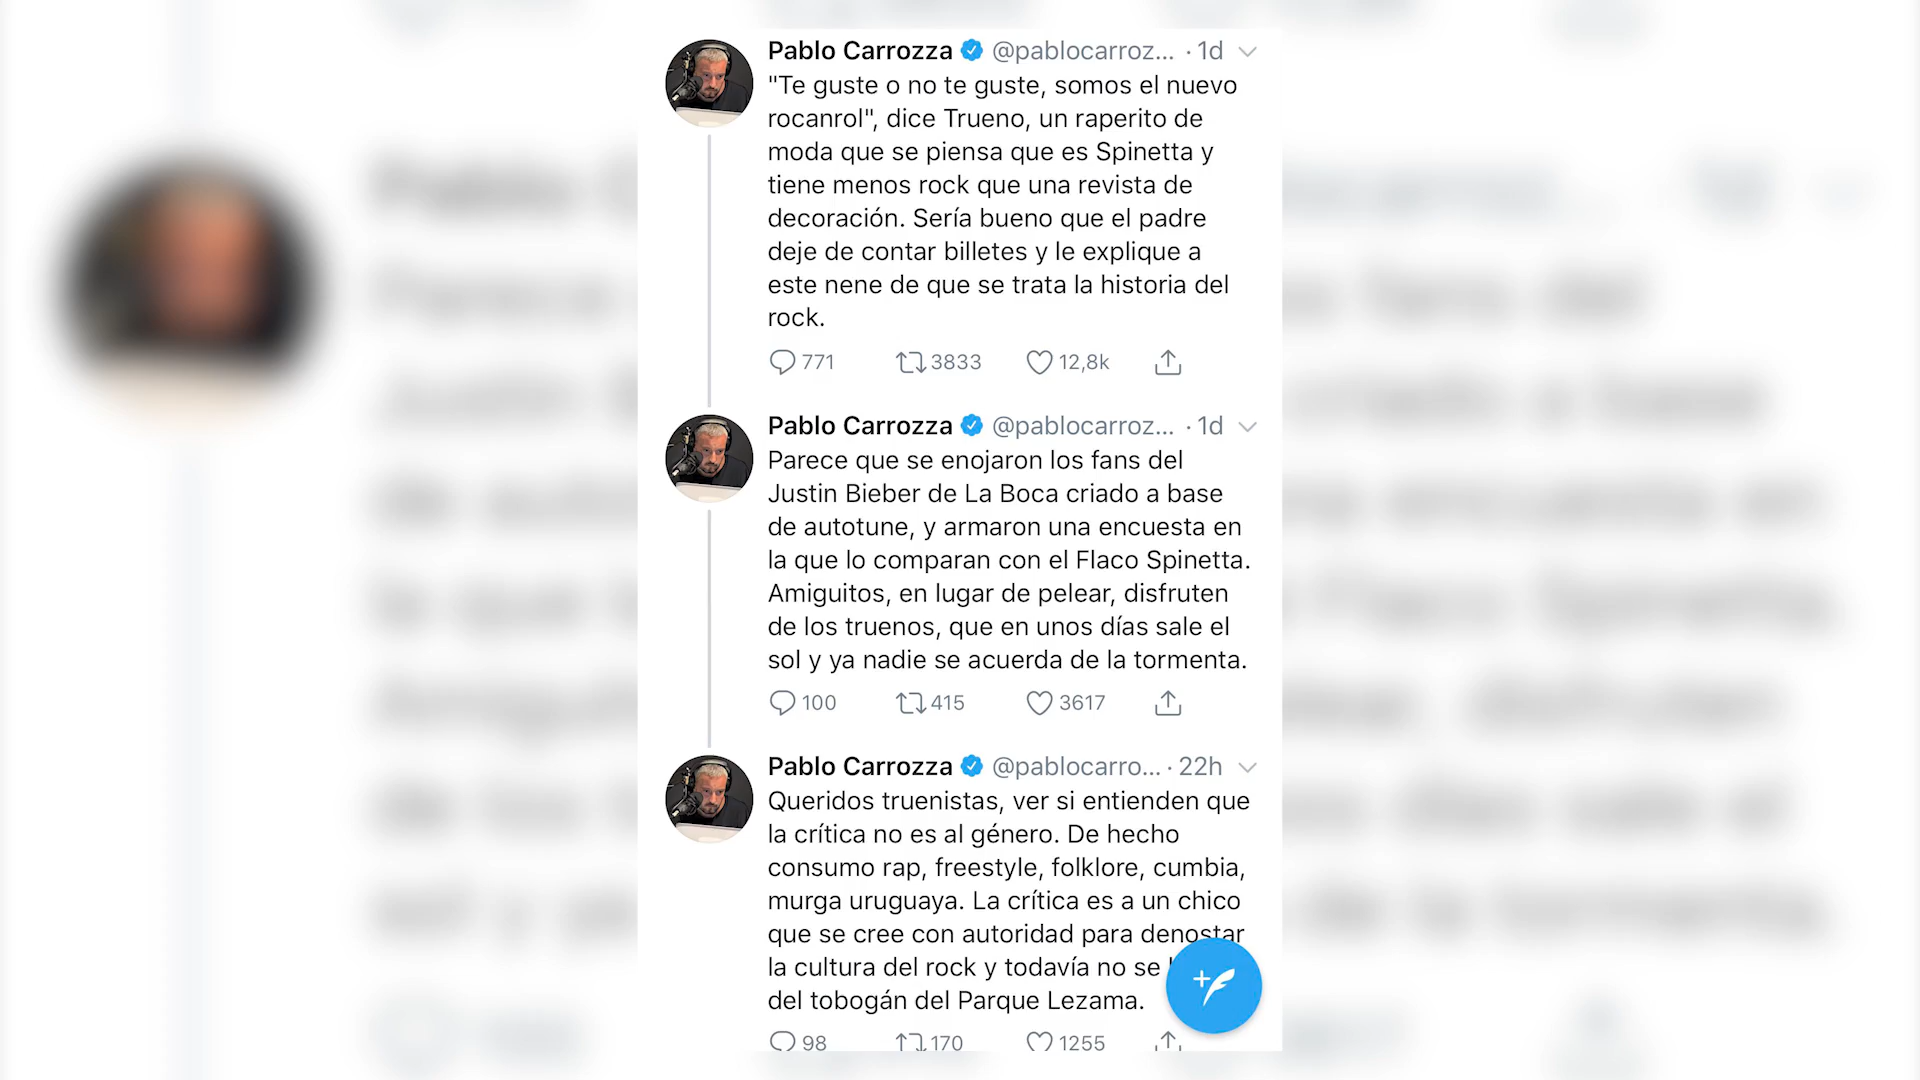 Pablo Carrozza @pablocarroz... · 1d
"Te guste o no te guste, somos el nuevo
rocanrol", dice Trueno, un raperito de
moda que se piensa que es Spinetta y
tiene menos rock que una revista de
decoración. Sería bueno que el padre
deje de contar billetes y le explique a
este nene de que se trata la historia del
rock.
771 3833 12,8k
Pablo Carrozza @pablocarroz... · 1d
Parece que se enojaron los fans del
Justin Bieber de La Boca criado a base
de autotune, y armaron una encuesta en
la que lo comparan con el Flaco Spinetta.
Amiguitos, en lugar de pelear, disfruten
de los truenos, que en unos días sale el
sol y ya nadie se acuerda de la tormenta.
100 415 3617
Pablo Carrozza @pablocarro... · 22h
Queridos truenistas, ver si entienden que
la crítica no es al género. De hecho
consumo rap, freestyle, folklore, cumbia,
murga uruguaya. La crítica es a un chico
que se cree con autoridad para denostar
la cultura del rock y todavía no se
del tobogán del Parque Lezama.
98 170 1255